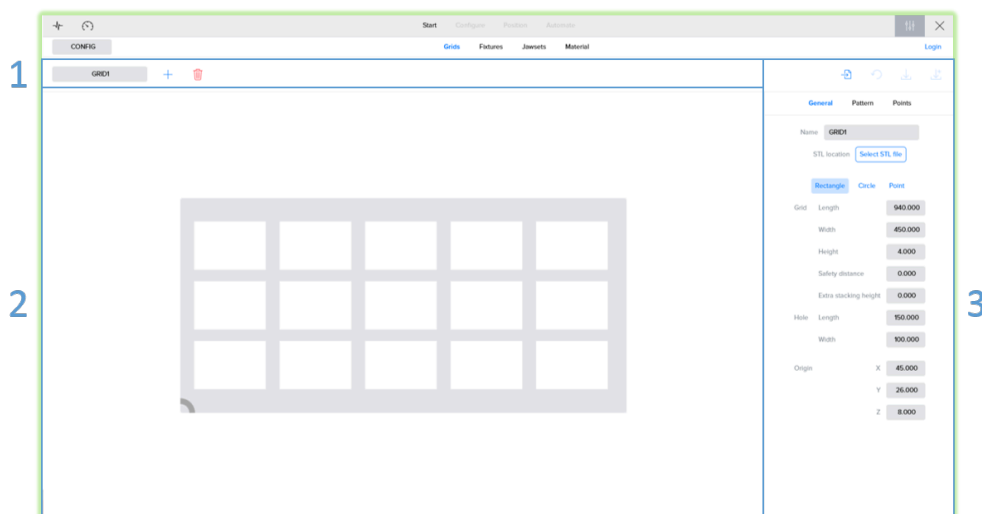 Start Configure Position Automate
CONFIG Grids Fixtures Jawsets Material Login
1 GRID1
General Pattern Points
Name GRID1
STL location Select STL file
Rectangle Circle Point
Grid Length 940.000
Width 450.000
Height 4.000
Safety distance 0.000
2 Extra stacking height 0.000 3
Hole Length 150.000
Width 100.000
Origin X 45.000
Y 26.000
Z 8.000